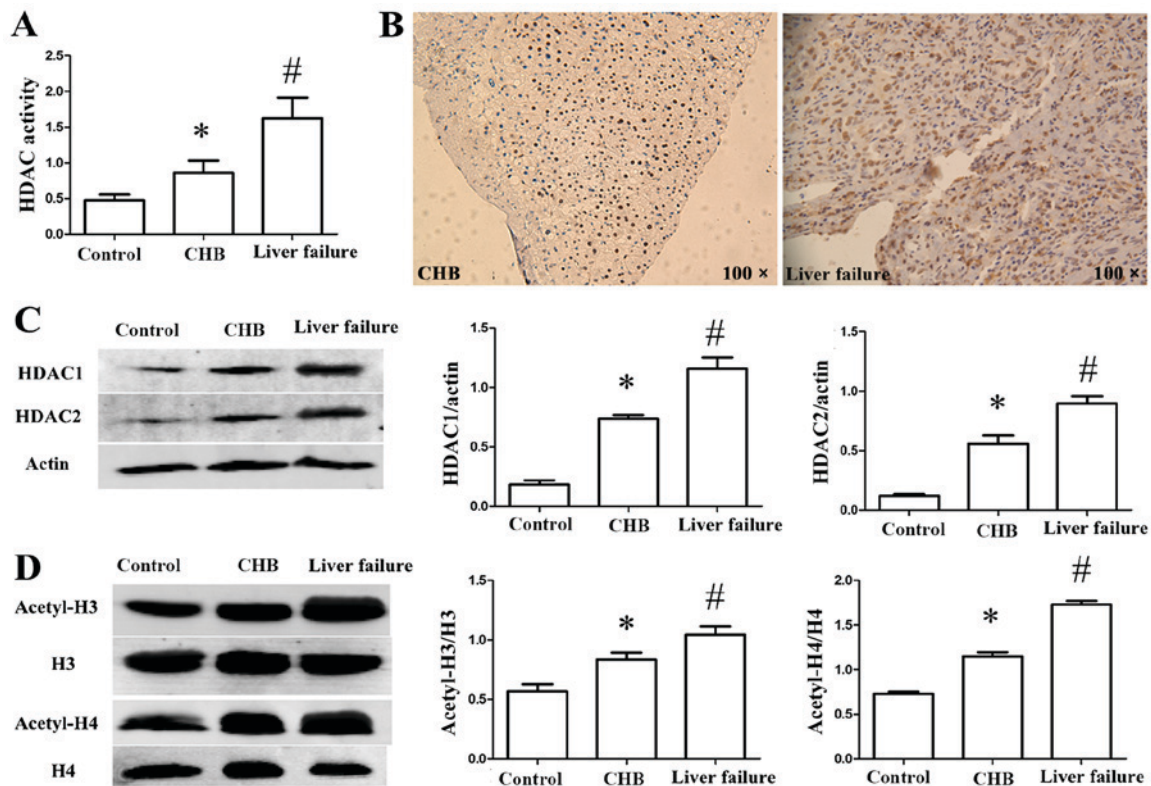 A
HDAC activity
2.5
2.0
1.5
1.0
0.5
0.0
*
#
Control
CHB
Liver failure
B
CHB
100 ×
Liver failure
100 ×
C
Control
CHB
Liver failure
HDAC1
HDAC2
Actin
HDAC1/actin
1.5
1.0
0.5
0.0
*
#
Control
CHB
Liver failure
HDAC2/actin
1.5
1.0
0.5
0.0
*
#
Control
CHB
Liver failure
D
Control
CHB
Liver failure
Acetyl-H3
H3
Acetyl-H4
H4
Acetyl-H3/H3
1.5
1.0
0.5
0.0
*
#
Control
CHB
Liver failure
Acetyl-H4/H4
2.0
1.5
1.0
0.5
0.0
*
#
Control
CHB
Liver failure